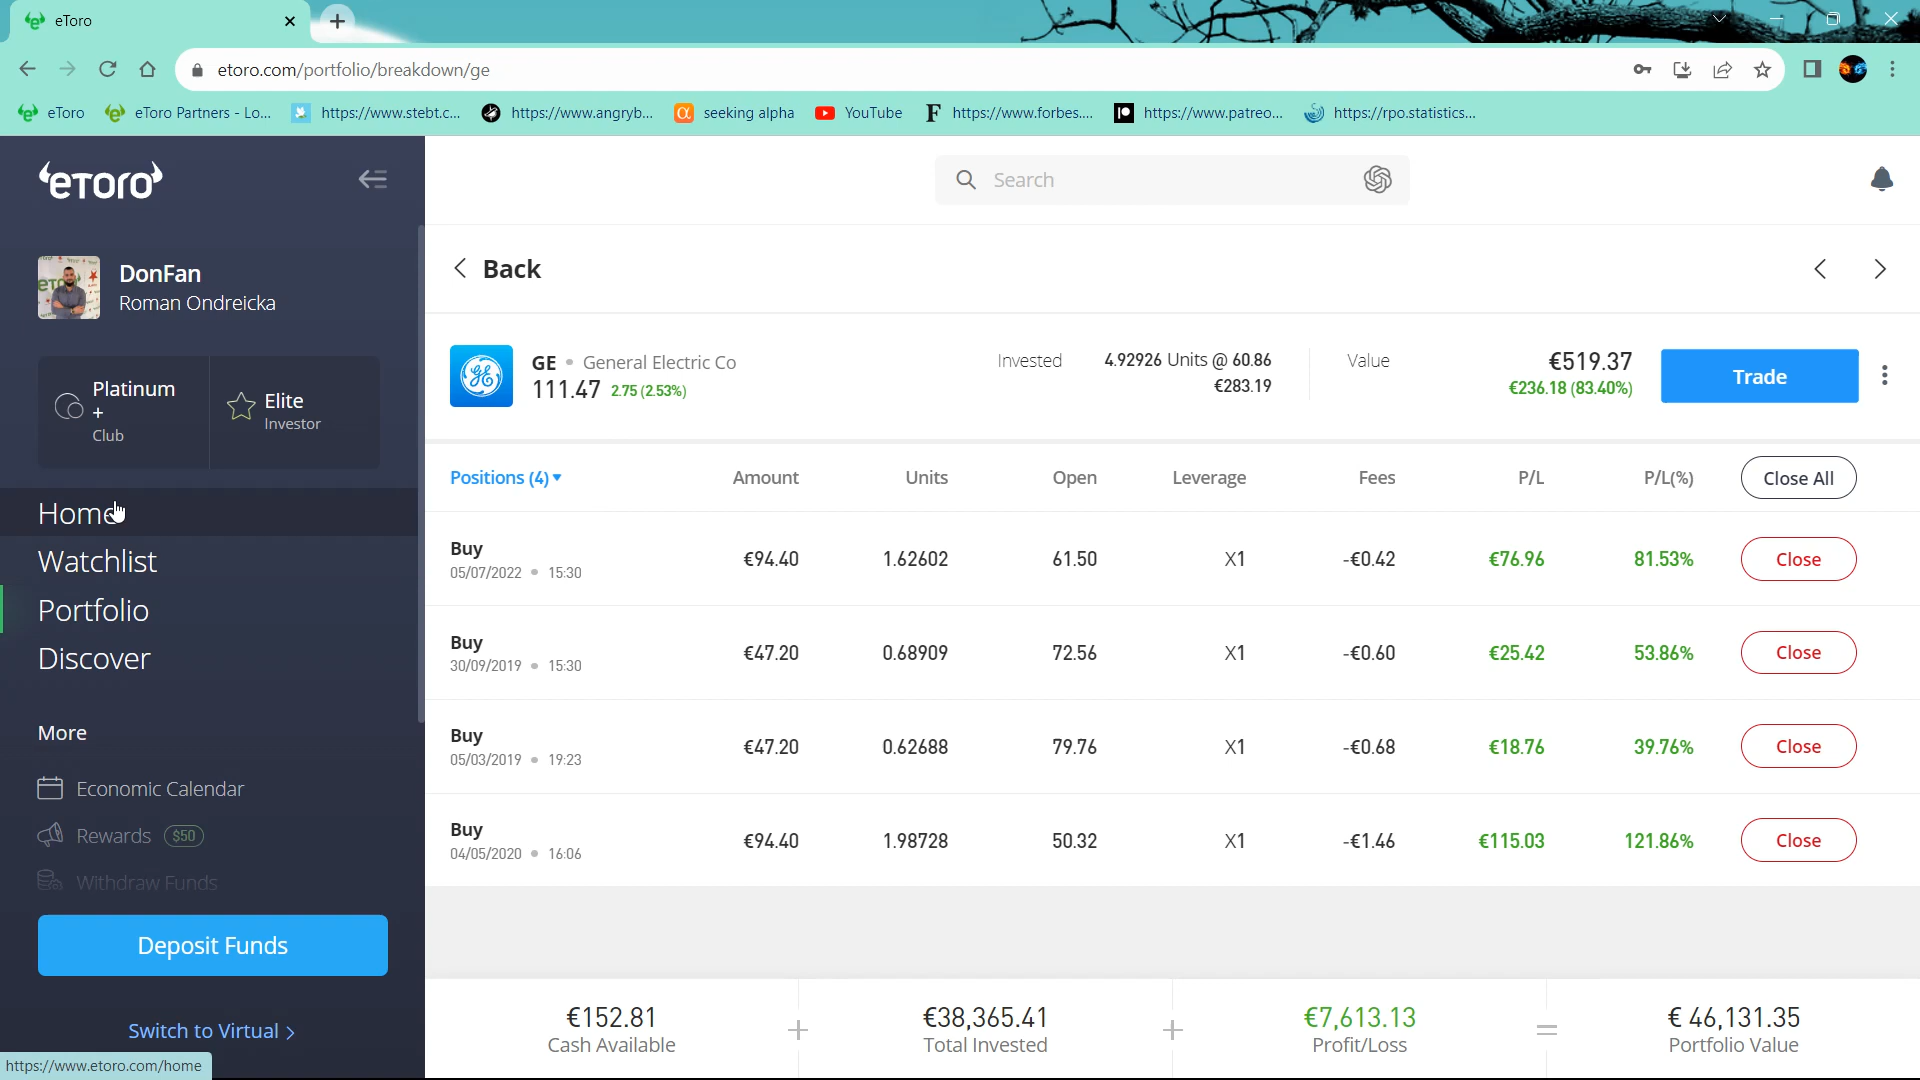 eToro
etoro.com/portfolio/breakdown/ge
eToro
eToro Partners - Lo...
https://www.stebt.c...
https://www.angryb...
seeking alpha
YouTube
https://www.forbes....
https://www.patreo...
https://rpo.statistics...
eToro
Search
DonFan
Roman Ondreicka
Platinum
+
Club
Elite
Investor
Home
Watchlist
Portfolio
Discover
More
Economic Calendar
Rewards $50
Withdraw Funds
Deposit Funds
Switch to Virtual >
https://www.etoro.com/home
Back
GE • General Electric Co
111.47 2.75 (2.53%)
Invested 4.92926 Units @ 60.86
€283.19
Value €519.37
€236.18 (83.40%)
Trade
Positions (4) Amount Units Open Leverage Fees P/L P/L(%) Close All
Buy
05/07/2022 • 15:30 €94.40 1.62602 61.50 X1 -€0.42 €76.96 81.53% Close
Buy
30/09/2019 • 15:30 €47.20 0.68909 72.56 X1 -€0.60 €25.42 53.86% Close
Buy
05/03/2019 • 19:23 €47.20 0.62688 79.76 X1 -€0.68 €18.76 39.76% Close
Buy
04/05/2020 • 16:06 €94.40 1.98728 50.32 X1 -€1.46 €115.03 121.86% Close
€152.81 + €38,365.41 + €7,613.13 = € 46,131.35
Cash Available Total Invested Profit/Loss Portfolio Value